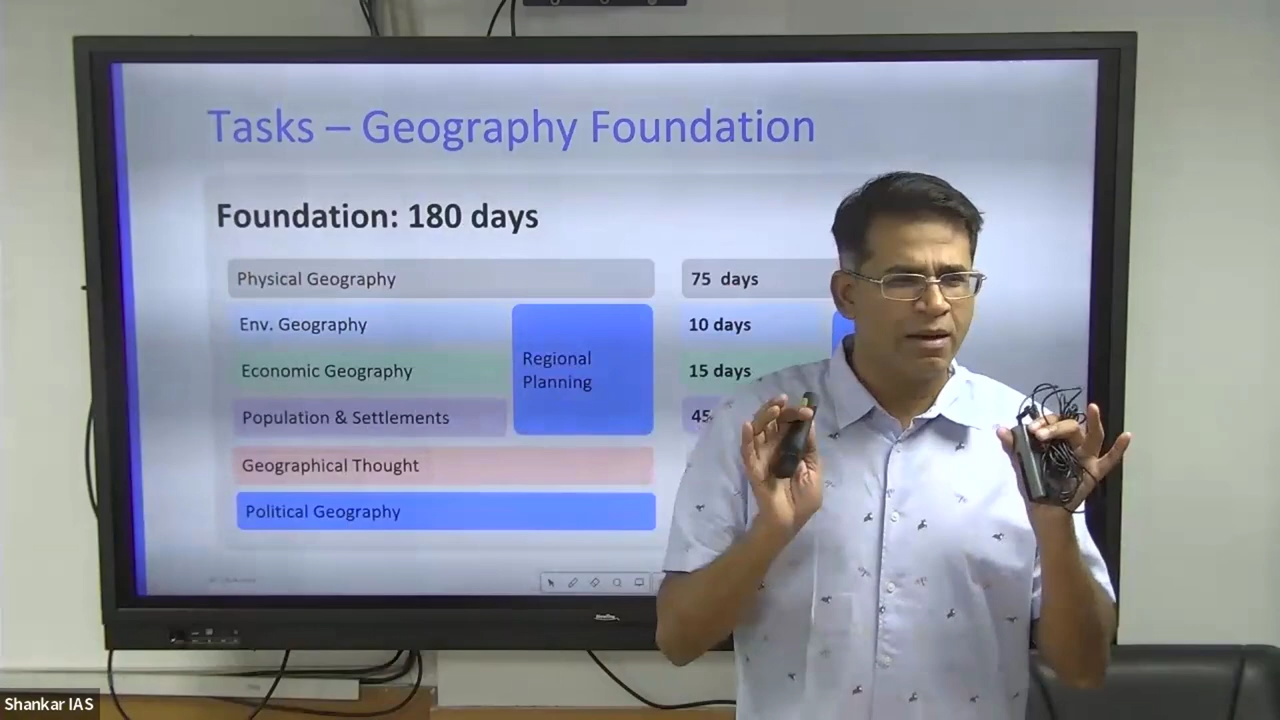 Tasks – Geography Foundation
Foundation: 180 days
Physical Geography
75 days
Env. Geography
10 days
Regional
Planning
Economic Geography
15 days
Population & Settlements
45
Geographical Thought
Political Geography
Shankar IAS